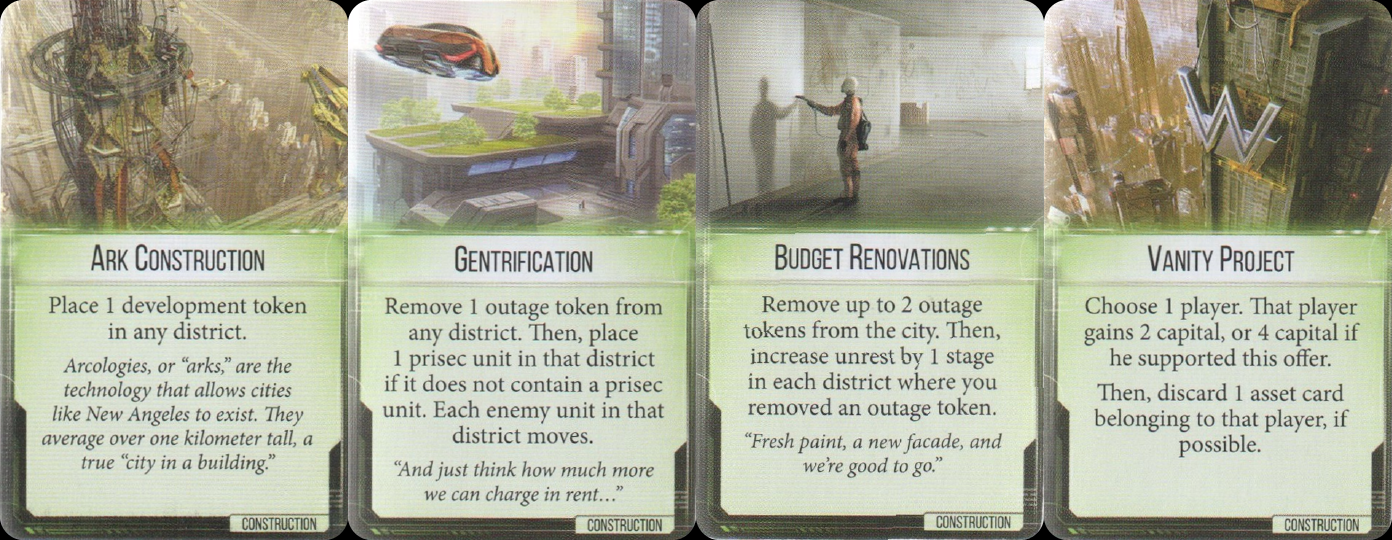 ARK CONSTRUCTION
Place 1 development token
in any district.
Arcologies, or “arks,” are the
technology that allows cities
like New Angeles to exist. They
average over one kilometer tall, a
true “city in a building.”
CONSTRUCTION
GENTRIFICATION
Remove 1 outage token from
any district. Then, place
1 prisec unit in that district
if it does not contain a prisec
unit. Each enemy unit in that
district moves.
“And just think how much more
we can charge in rent…”
CONSTRUCTION
BUDGET RENOVATIONS
Remove up to 2 outage
tokens from the city. Then,
increase unrest by 1 stage
in each district where you
removed an outage token.
“Fresh paint, a new facade, and
we’re good to go.”
CONSTRUCTION
W
VANITY PROJECT
Choose 1 player. That player
gains 2 capital, or 4 capital if
he supported this offer.
Then, discard 1 asset card
belonging to that player, if
possible.
CONSTRUCTION